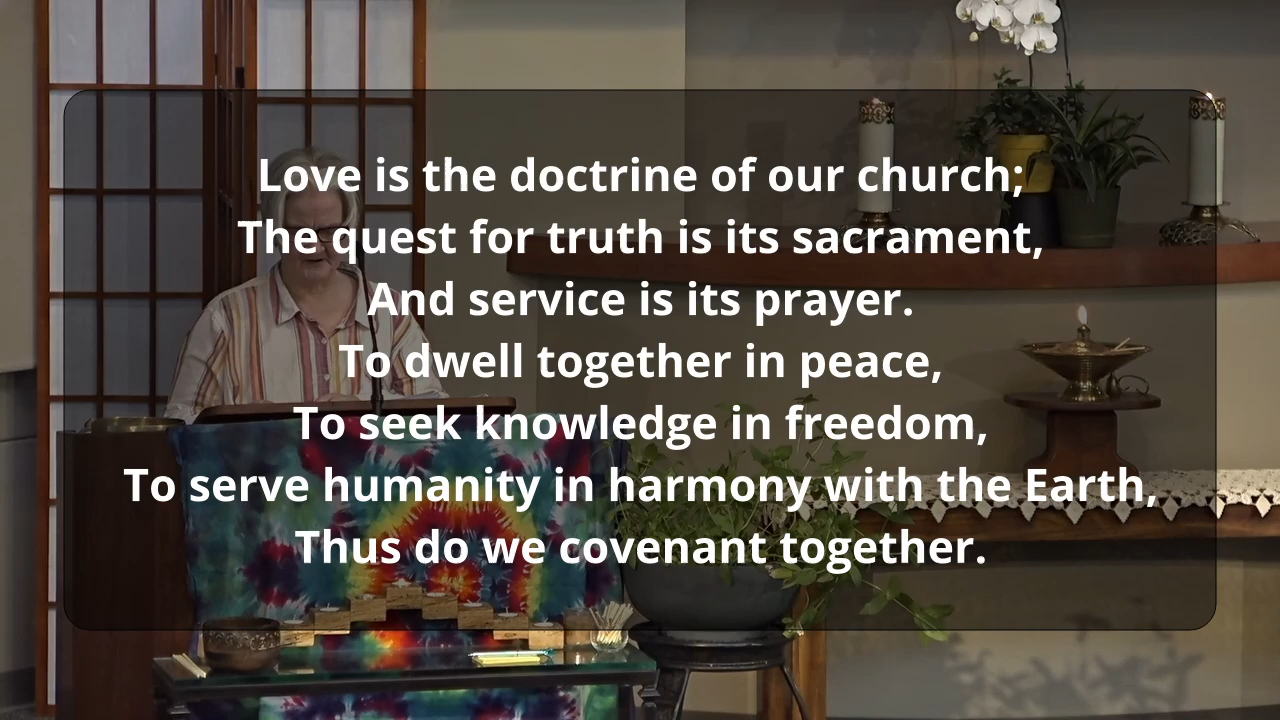 Love is the doctrine of our church;
The quest for truth is its sacrament,
And service is its prayer.
To dwell together in peace,
To seek knowledge in freedom,
To serve humanity in harmony with the Earth,
Thus do we covenant together.